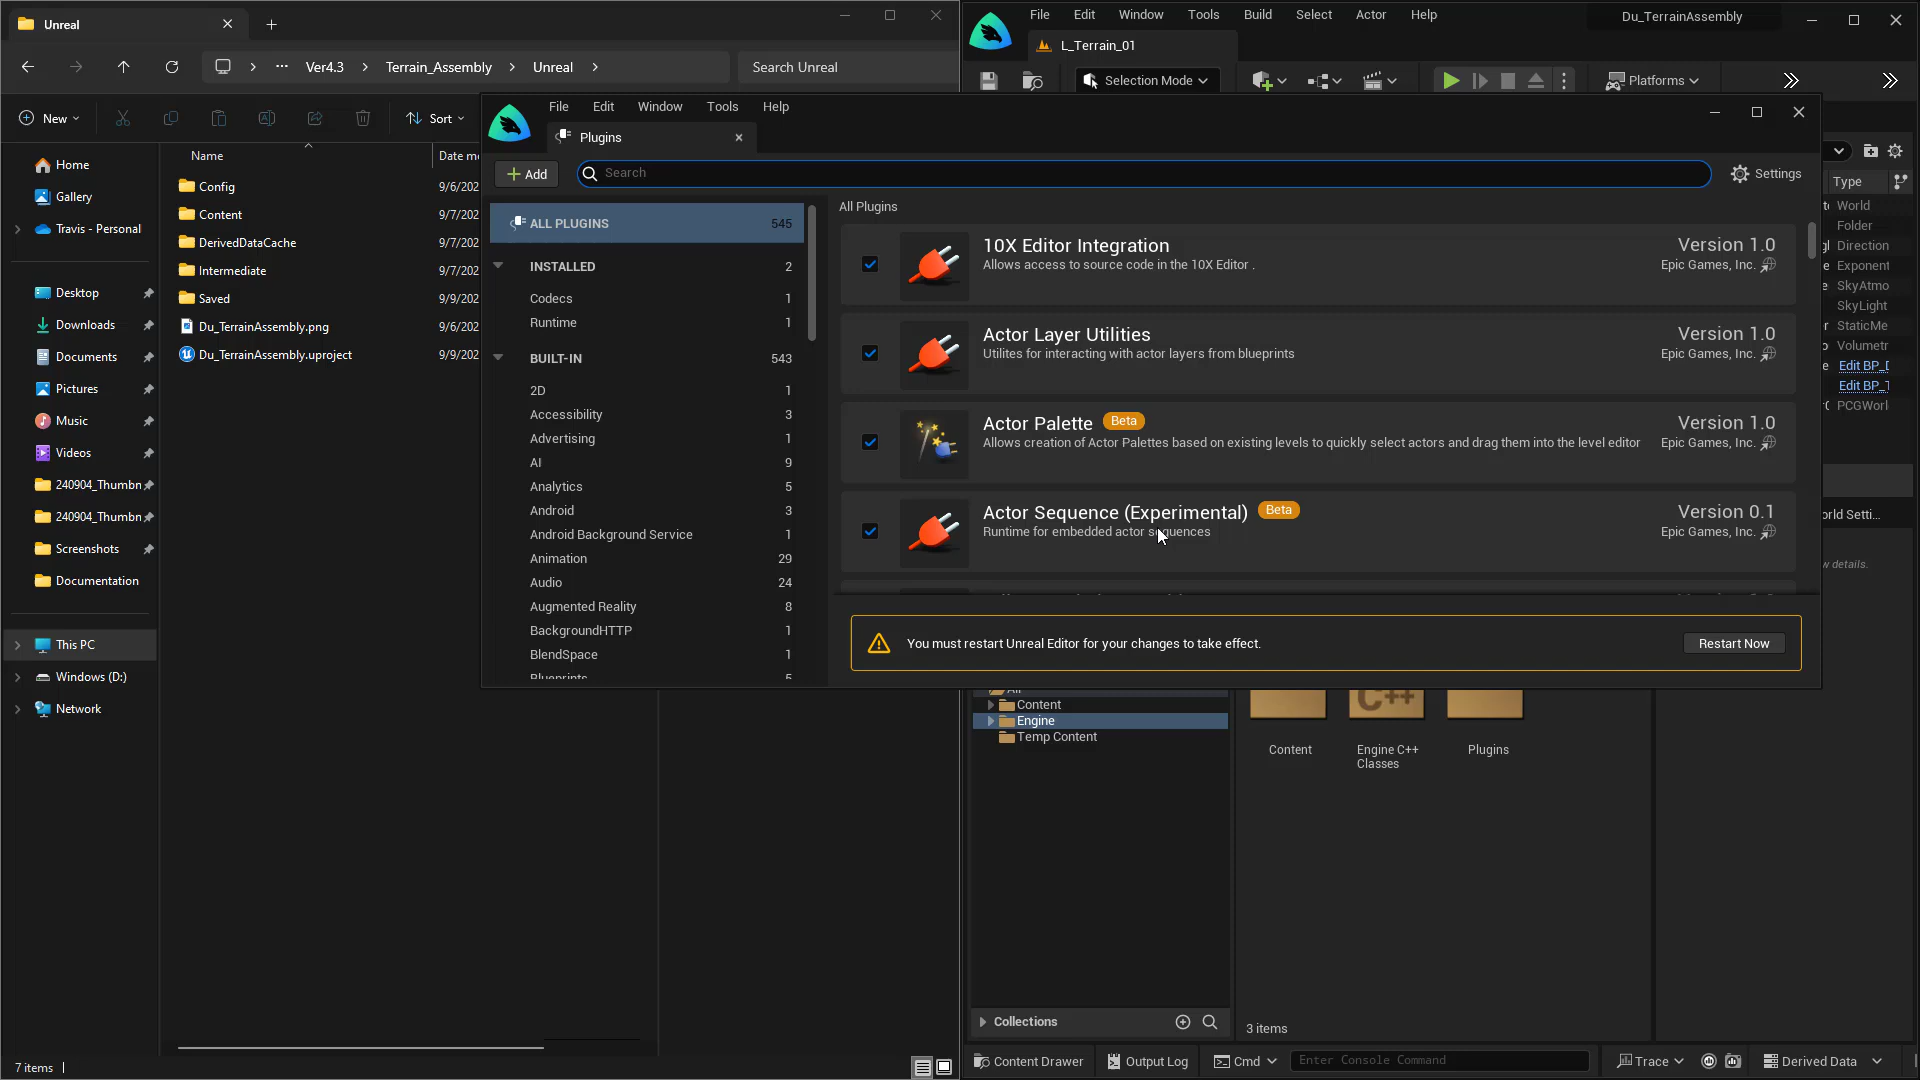 Unreal
Ver4.3
Terrain_Assembly
Unreal
Search Unreal
New
Sort
Name
Date mo
Home
Gallery
Travis - Personal
Desktop
Downloads
Documents
Pictures
Music
Videos
240904_Thumbn
240904_Thumbn
Screenshots
Documentation
This PC
Windows (D:)
Network
Config
9/6/202
Content
9/7/202
DerivedDataCache
9/7/202
Intermediate
9/7/202
Saved
9/9/202
Du_TerrainAssembly.png
9/6/202
Du_TerrainAssembly.uproject
9/9/202
7 items
File
Edit
Window
Tools
Build
Select
Actor
Help
Du_TerrainAssembly
L_Terrain_01
Selection Mode
Platforms
File
Edit
Window
Tools
Help
Plugins
Add
Search
Settings
ALL PLUGINS
545
INSTALLED
2
Codecs
1
Runtime
1
BUILT-IN
543
2D
1
Accessibility
3
Advertising
1
AI
9
Analytics
5
Android
3
Android Background Service
1
Animation
29
Audio
24
Augmented Reality
8
BackgroundHTTP
1
BlendSpace
1
Blueprints
5
All Plugins
10X Editor Integration
Version 1.0
Allows access to source code in the 10X Editor .
Epic Games, Inc.
Actor Layer Utilities
Version 1.0
Utilites for interacting with actor layers from blueprints
Epic Games, Inc.
Actor Palette
Beta
Version 1.0
Allows creation of Actor Palettes based on existing levels to quickly select actors and drag them into the level editor
Epic Games, Inc.
Actor Sequence (Experimental)
Beta
Version 0.1
Runtime for embedded actor sequences
Epic Games, Inc.
You must restart Unreal Editor for your changes to take effect.
Restart Now
Type
World
Folder
Direction
Exponent
SkyAtmo
SkyLight
StaticMe
Volumetr
Edit BP_
Edit BP_
PCGWorl
orld Setti...
w details.
All
Content
Engine
Temp Content
Content
C++
Engine C++
Classes
Plugins
Collections
3 items
Content Drawer
Output Log
Cmd
Enter Console Command
Trace
Derived Data